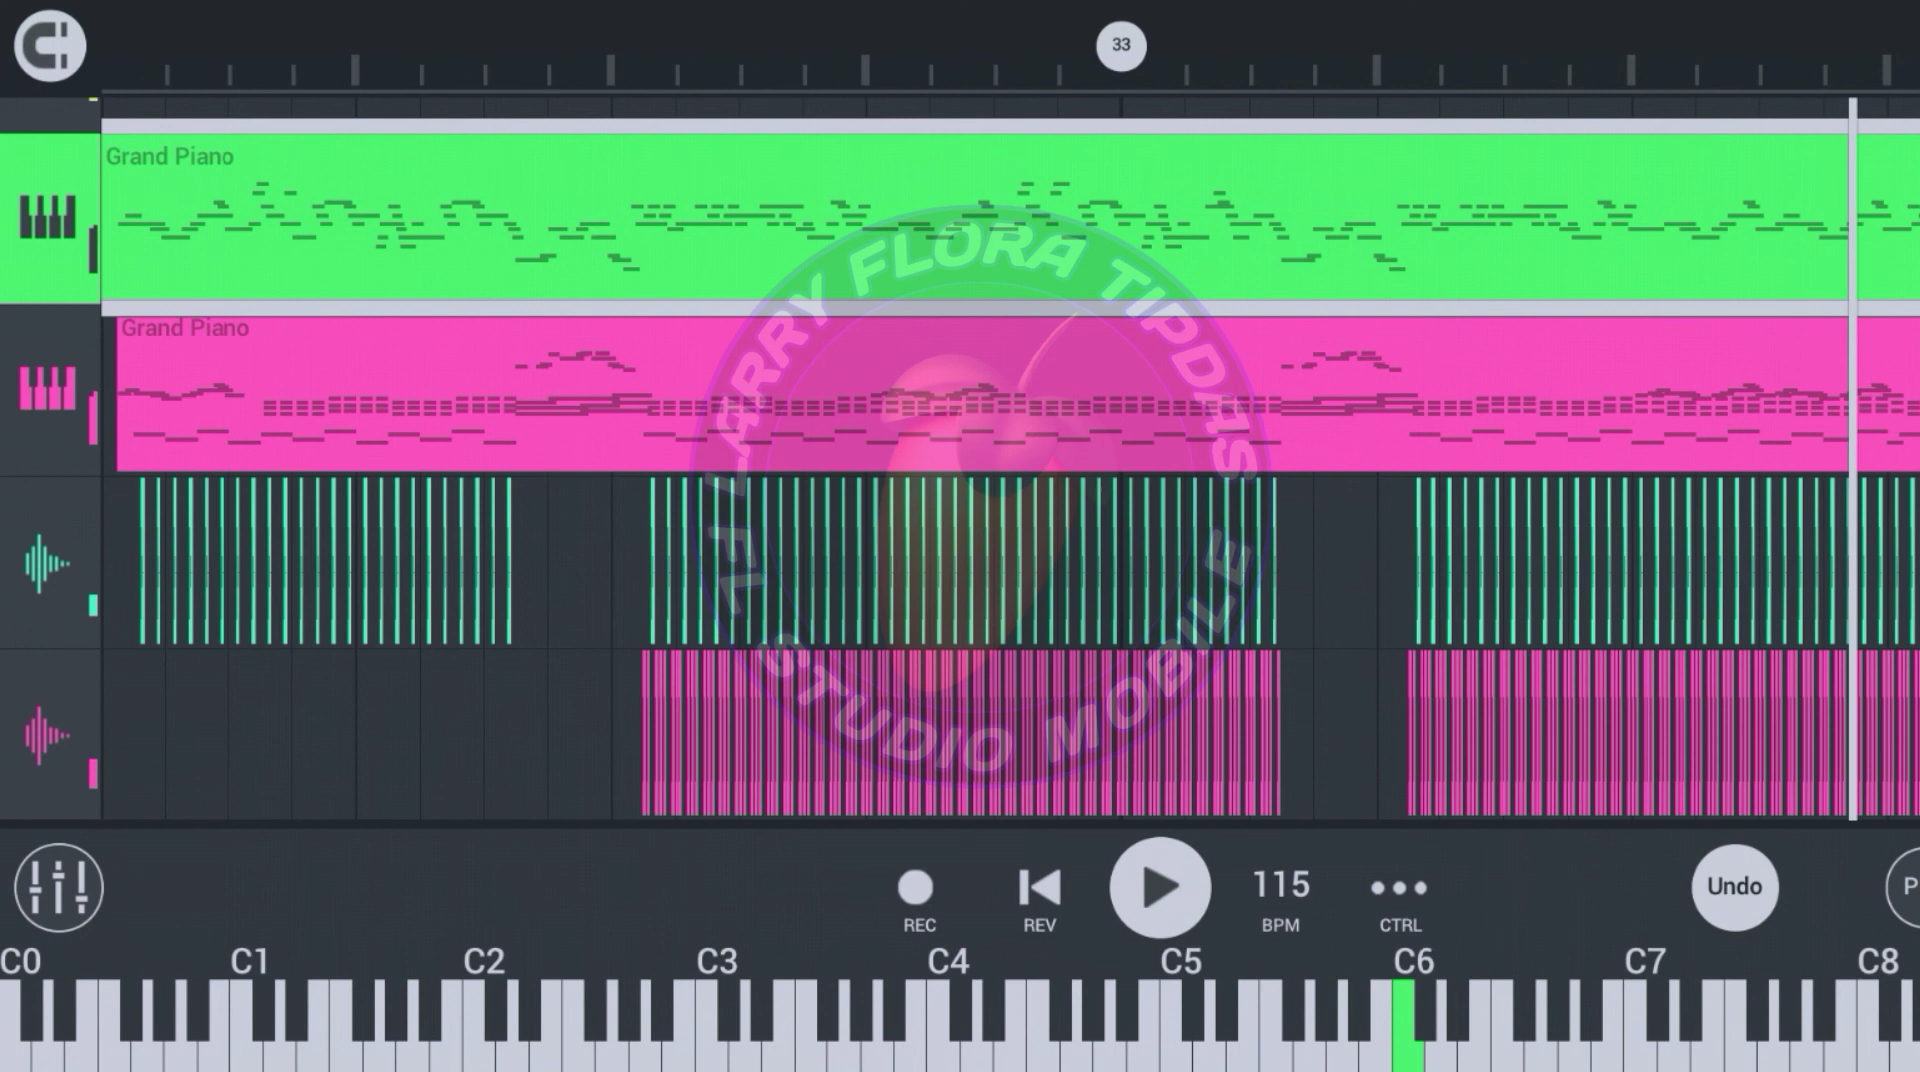 33
Grand Piano
Grand Piano
LARRY FLORA TIPDAIS
FL STUDIO MOBILE
115
Undo
P
REC
REV
BPM
CTRL
C0 C1 C2 C3 C4 C5 C6 C7 C8